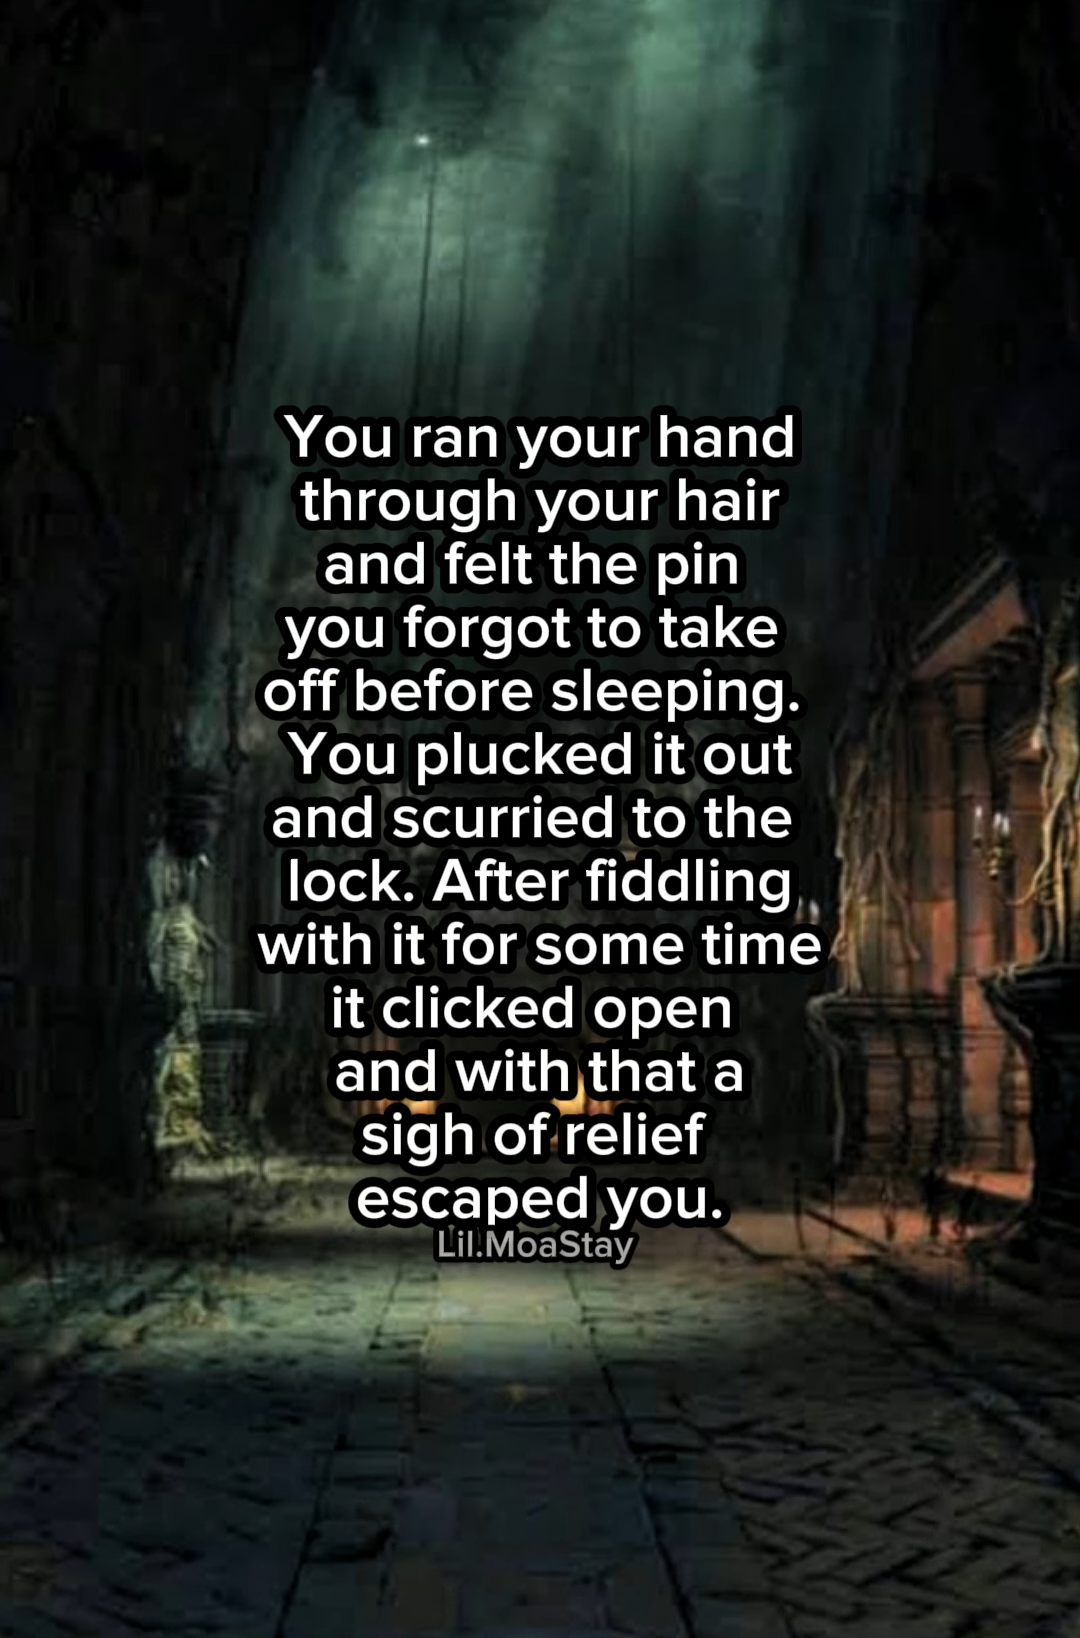 You ran your hand
through your hair
and felt the pin
you forgot to take
off before sleeping.
You plucked it out
and scurried to the
lock. After fiddling
with it for some time
it clicked open
and with that a
sigh of relief
escaped you.
Lil.MoaStay